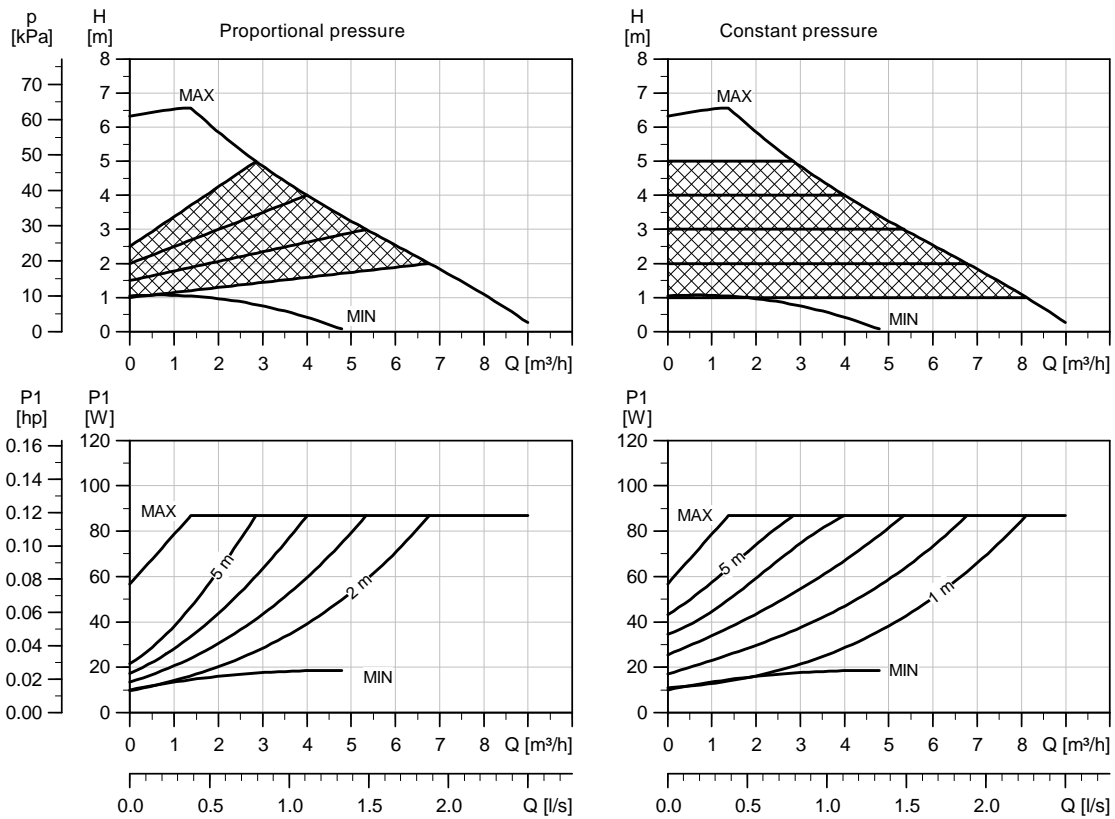 p
[kPa]
H
[m]
Proportional pressure
H
[m]
Constant pressure
8
7
6
5
4
3
2
1
0
70
60
50
40
30
20
10
0
MAX
MIN
0 1 2 3 4 5 6 7 8 Q [m³/h]
8
7
6
5
4
3
2
1
0
MAX
MIN
0 1 2 3 4 5 6 7 8 Q [m³/h]
P1
[hp]
P1
[W]
0.16
0.14
0.12
0.10
0.08
0.06
0.04
0.02
0.00
120
100
80
60
40
20
0
MAX
5 m
2 m
MIN
0 1 2 3 4 5 6 7 8 Q [m³/h]
0.0 0.5 1.0 1.5 2.0 Q [l/s]
P1
[W]
120
100
80
60
40
20
0
MAX
5 m
1 m
MIN
0 1 2 3 4 5 6 7 8 Q [m³/h]
0.0 0.5 1.0 1.5 2.0 Q [l/s]